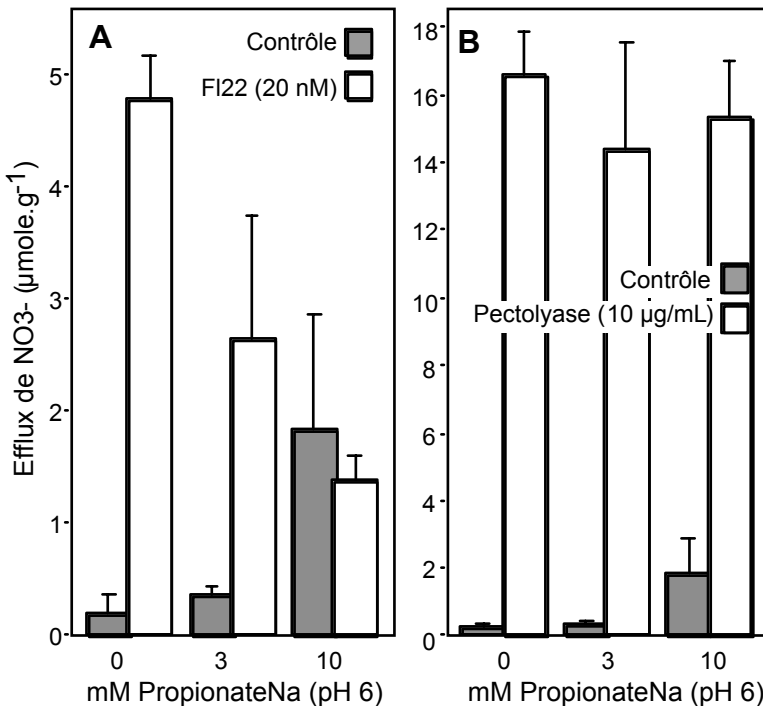 A
Contrôle
Fl22 (20 nM)
5
4
3
2
1
0
Efflux de NO3- (µmole.g-1)
0 3 10
mM PropionateNa (pH 6)
B
18
16
14
12
10
8
6
4
2
0
Contrôle
Pectolyase (10 µg/mL)
0 3 10
mM PropionateNa (pH 6)